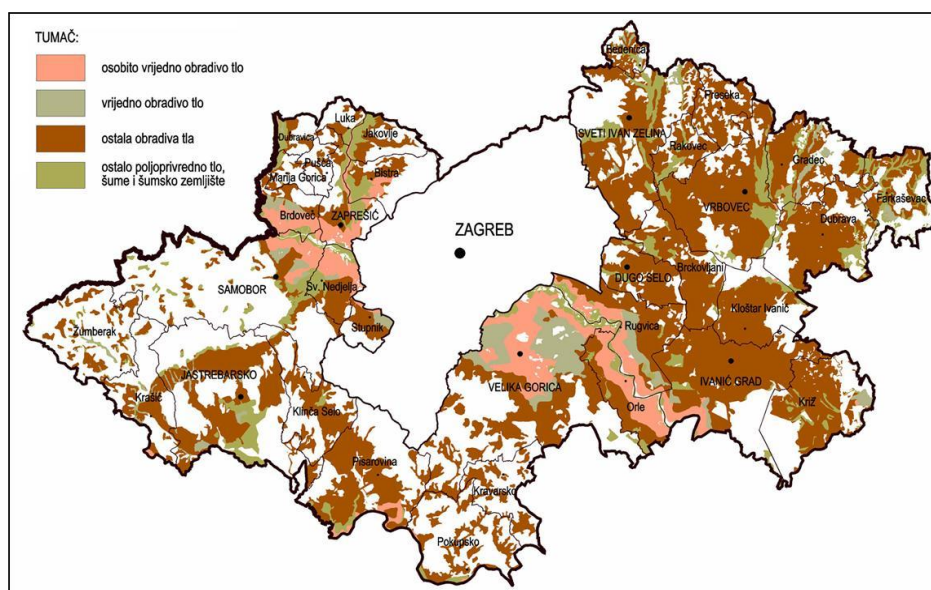 TUMAČ:
osobito vrijedno obradivo tlo
vrijedno obradivo tlo
ostala obradiva tla
ostalo poljoprivredno tlo,
šume i šumsko zemljište
Bedenica
Preseka
SVETI IVAN ZELINA
Rakovec
Gradec
Farkaševac
VRBOVEC
Dubrava
Luka
Dubravica
Jakovlje
Pušća
Marija Gorica
Bistra
Brdovec
ZAPREŠIĆ
ZAGREB
SAMOBOR
Sv. Nedjelja
Stupnik
DUGO SELO
Brckovljani
Kloštar Ivanić
Rugvica
Žumberak
JASTREBARSKO
Krašić
Klinča Selo
VELIKA GORICA
Orle
IVANIĆ GRAD
Križ
Pisarovina
Kravarsko
Pokupsko